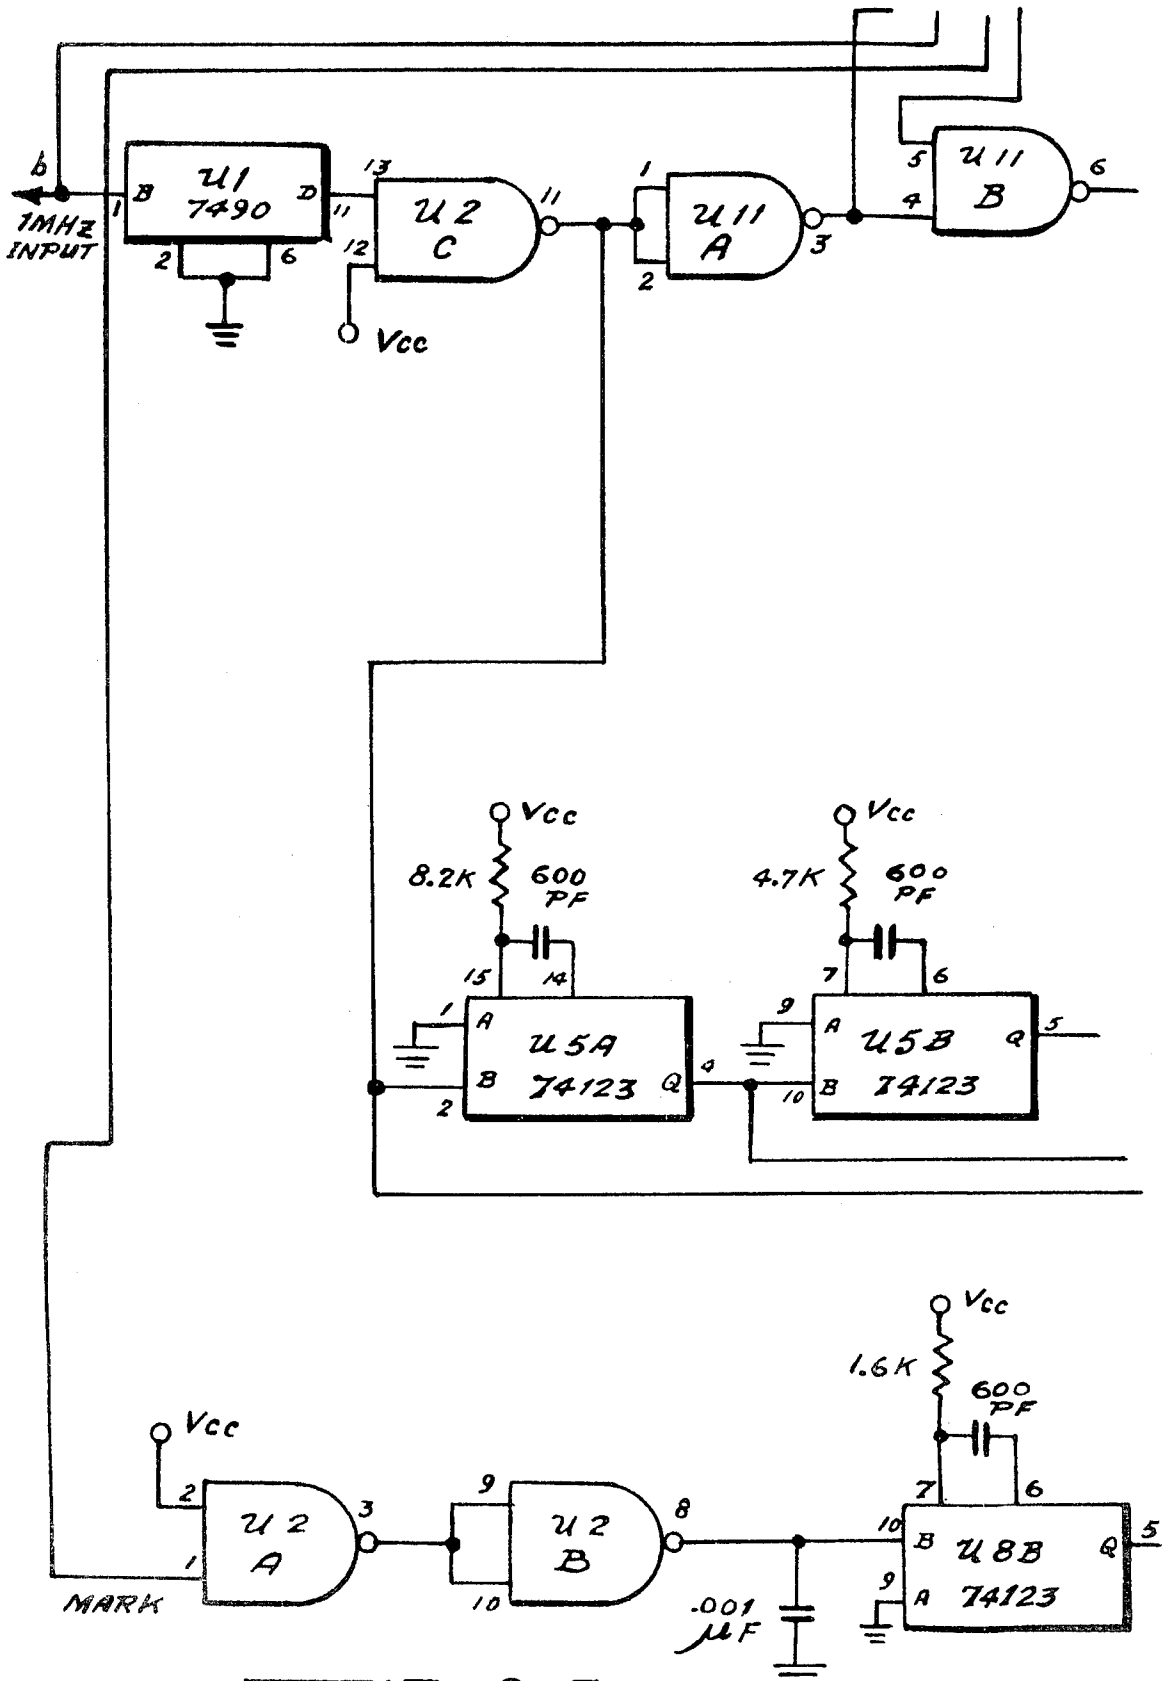 b
1MHZ
INPUT
1
B
U1
7490
D
11
2
6
13
12
U2
C
11
Vcc
1
2
U11
A
3
5
4
U11
B
6
Vcc
8.2K
600
PF
15
14
1
A
U5A
B
74123
Q
2
4
Vcc
4.7K
600
PF
7
6
9
A
U5B
Q
5
B
74123
10
Vcc
1.6K
600
PF
7
6
10
B
U8B
Q
5
9
A
74123
Vcc
2
U2
A
3
1
MARK
9
U2
B
8
10
.001
µF